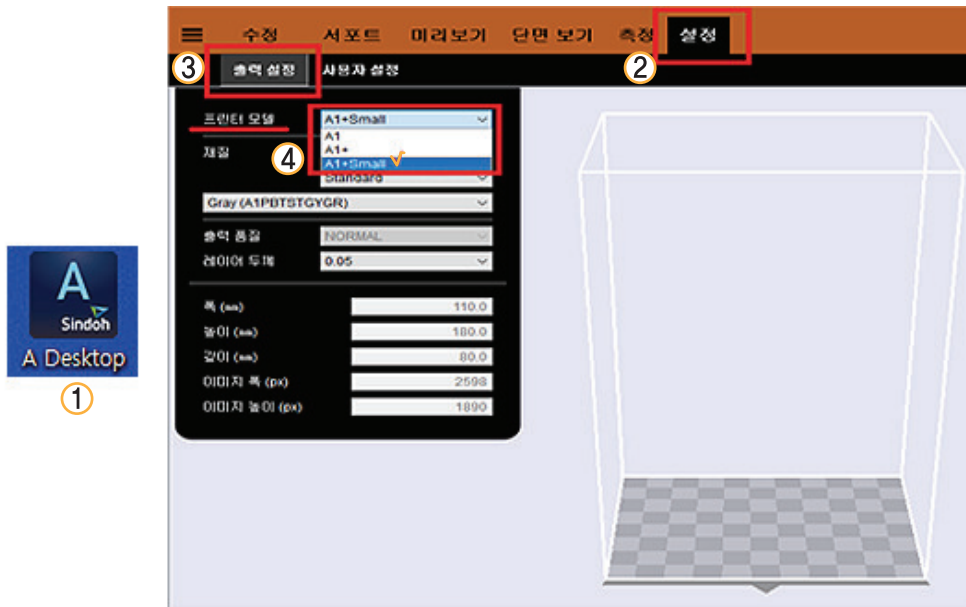 수정 서포트 미리보기 단면 보기 측정 설정
③ 출력 설정 사용자 설정 ②
프린터 모델 A1+Small
A1
재질 A1+
④ A1+Small √
Standard
Gray (A1PBTSTGYGR)
출력 품질 NORMAL
레이어 두께 0.05
폭 (mm) 110.0
높이 (mm) 180.0
깊이 (mm) 80.0
이미지 폭 (px) 2598
이미지 높이 (px) 1890
A
Sindoh
A Desktop
①